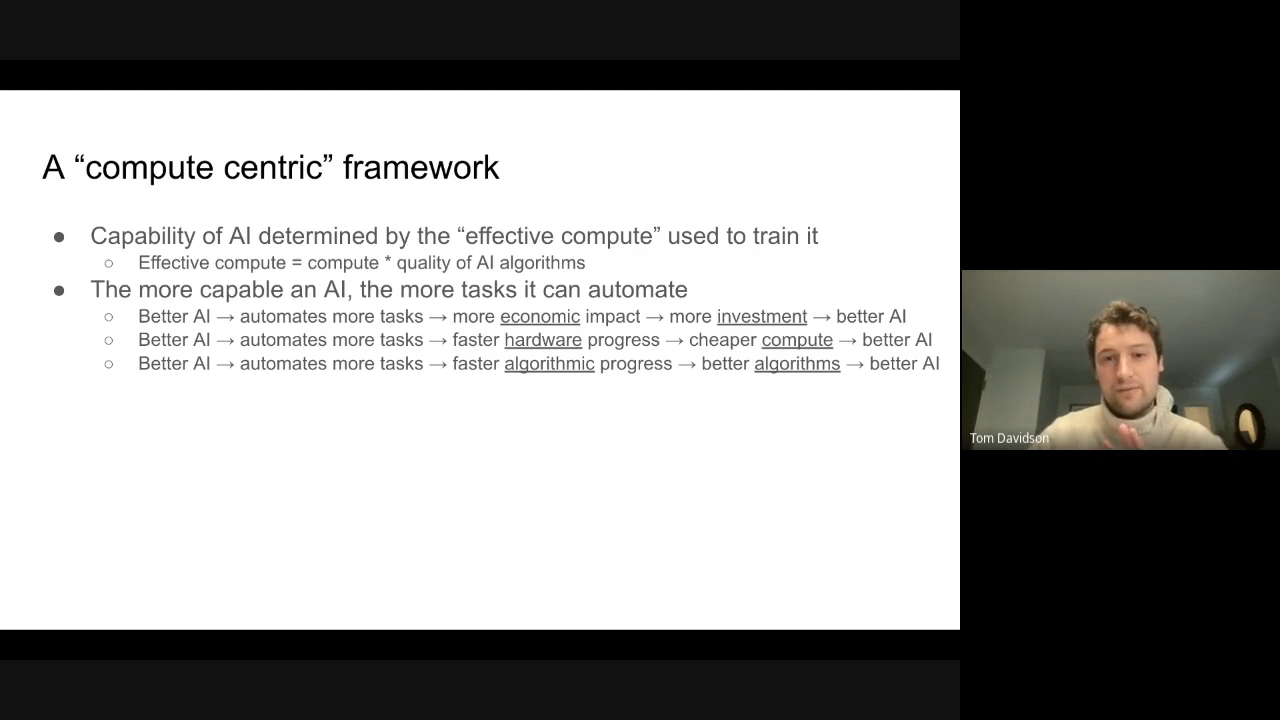 A “compute centric” framework
● Capability of AI determined by the “effective compute” used to train it
○ Effective compute = compute * quality of AI algorithms
● The more capable an AI, the more tasks it can automate
○ Better AI → automates more tasks → more economic impact → more investment → better AI
○ Better AI → automates more tasks → faster hardware progress → cheaper compute → better AI
○ Better AI → automates more tasks → faster algorithmic progress → better algorithms → better AI
Tom Davidson